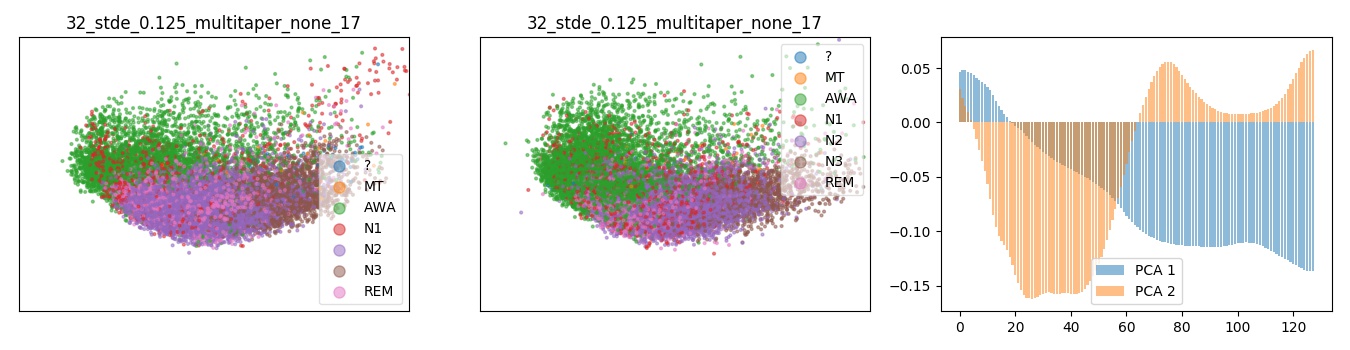 32_stde_0.125_multitaper_none_17
?
MT
AWA
N1
N2
N3
REM
32_stde_0.125_multitaper_none_17
?
MT
AWA
N1
N2
N3
REM
0.05
0.00
−0.05
−0.10
−0.15
PCA 1
PCA 2
0
20
40
60
80
100
120